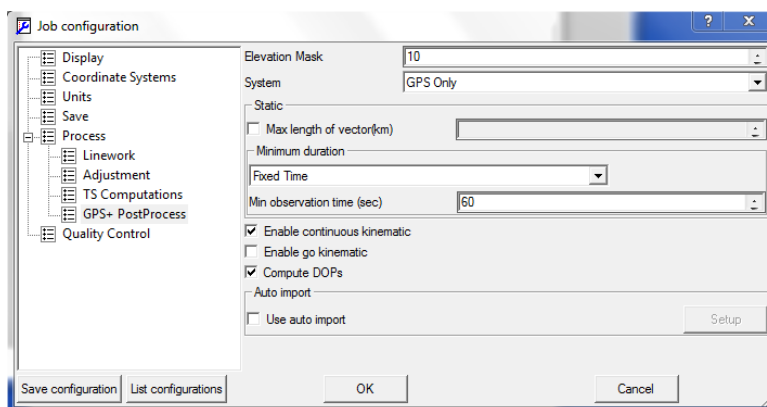 Job configuration
? X
Display
Coordinate Systems
Units
Save
Process
Linework
Adjustment
TS Computations
GPS+ PostProcess
Quality Control
Elevation Mask 10
System GPS Only
Static
Max length of vector(km)
Minimum duration
Fixed Time
Min observation time (sec) 60
Enable continuous kinematic
Enable go kinematic
Compute DOPs
Auto import
Use auto import Setup
Save configuration List configurations OK Cancel